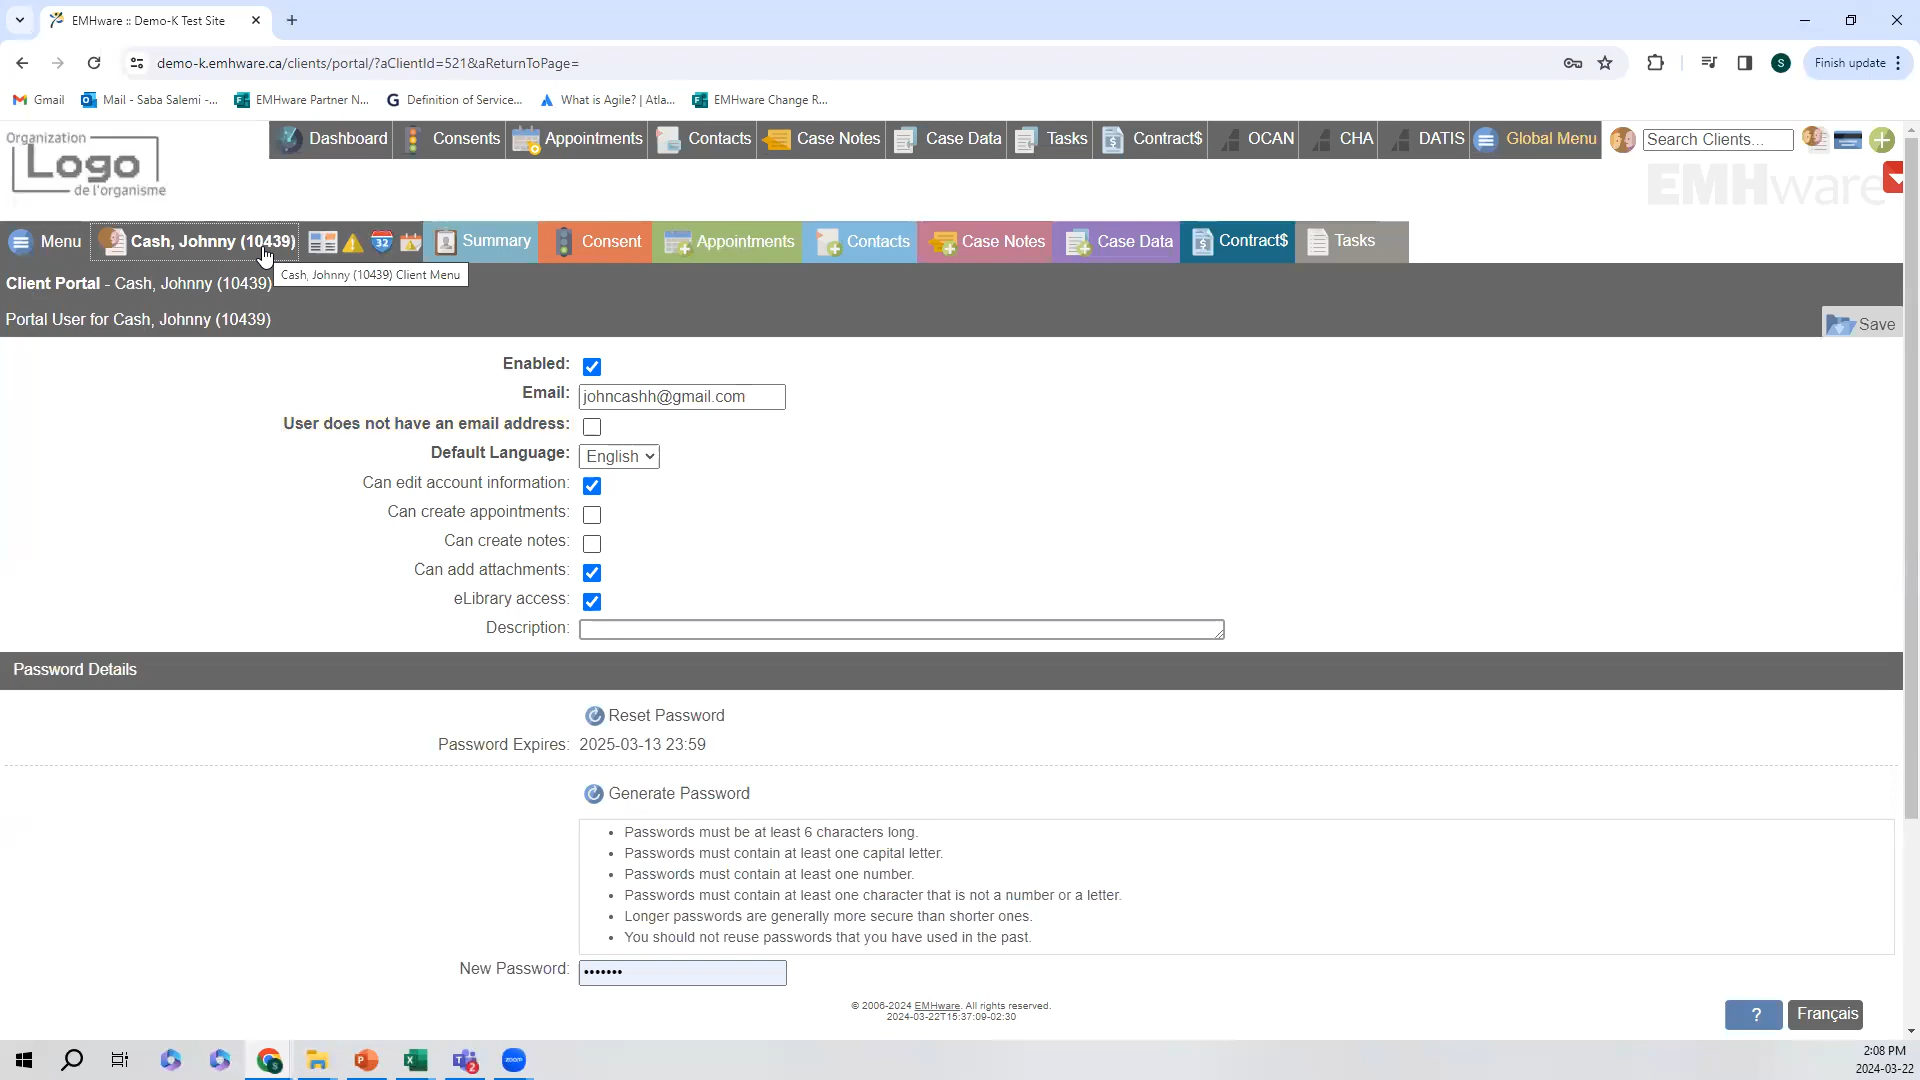 EMHware :: Demo-K Test Site
demo-k.emhware.ca/clients/portal/?aClientId=521&aReturnToPage=
S
Finish update
Gmail
Mail - Saba Salemi -...
EMHware Partner N...
Definition of Service...
What is Agile? | Atla...
EMHware Change R...
Organization
Logo
de l'organisme
Dashboard
Consents
Appointments
Contacts
Case Notes
Case Data
Tasks
Contract$
OCAN
CHA
DATIS
Global Menu
Search Clients...
EMHware
Menu
Cash, Johnny (10439)
32
Summary
Consent
Appointments
Contacts
Case Notes
Case Data
Contract$
Tasks
Cash, Johnny (10439) Client Menu
Client Portal - Cash, Johnny (10439)
Portal User for Cash, Johnny (10439)
Save
Enabled:
Email: johncashh@gmail.com
User does not have an email address:
Default Language: English
Can edit account information:
Can create appointments:
Can create notes:
Can add attachments:
eLibrary access:
Description:
Password Details
Reset Password
Password Expires: 2025-03-13 23:59
Generate Password
• Passwords must be at least 6 characters long.
• Passwords must contain at least one capital letter.
• Passwords must contain at least one number.
• Passwords must contain at least one character that is not a number or a letter.
• Longer passwords are generally more secure than shorter ones.
• You should not reuse passwords that you have used in the past.
New Password: •••••••
© 2006-2024 EMHware. All rights reserved.
2024-03-22T15:37:09-02:30
?
Français
2:08 PM
2024-03-22